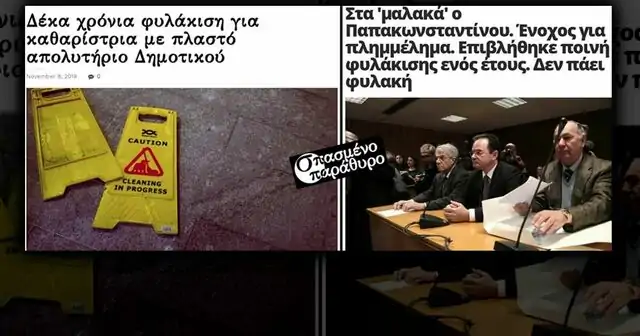 Δέκα χρόνια φυλάκιση για
καθαρίστρια με πλαστό
απολυτήριο Δημοτικού
November 8, 2018 0
CAUTION
CLEANING
IN PROGRESS
Σπασμένο
παράθυρο
Στα 'μαλακά' ο
Παπακωνσταντίνου. Ένοχος για
πλημμέλημα. Επιβλήθηκε ποινή
φυλάκισης ενός έτους. Δεν πάει
φυλακή